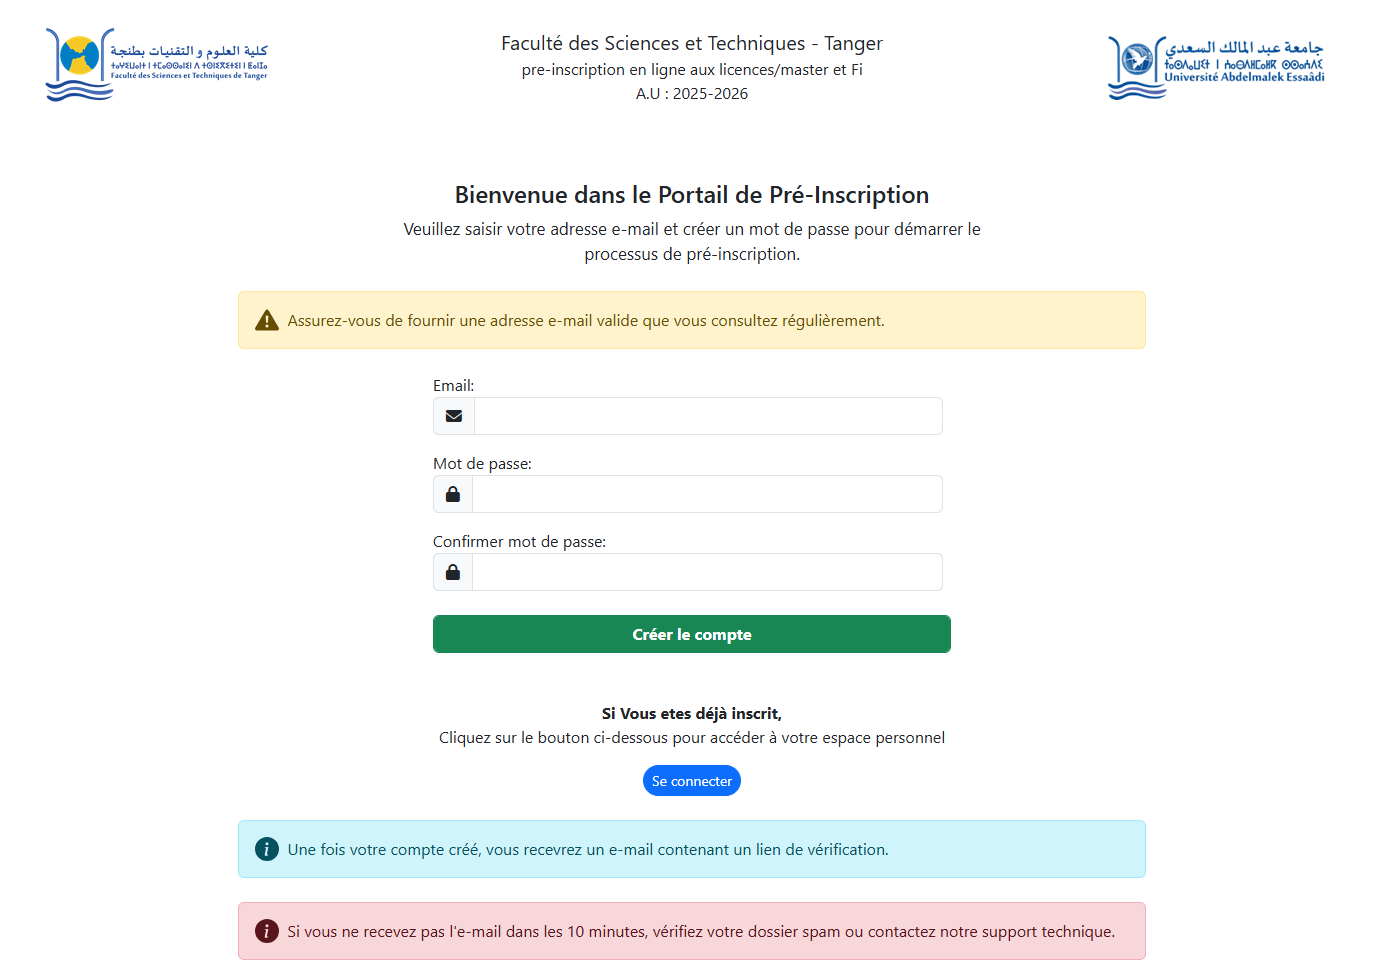 كلية العلوم و التقنيات بطنجة
Faculté des Sciences et Techniques de Tanger
Faculté des Sciences et Techniques - Tanger
pre-inscription en ligne aux licences/master et Fi
A.U : 2025-2026
جامعة عبد المالك السعدي
Université Abdelmalek Essaâdi
Bienvenue dans le Portail de Pré-Inscription
Veuillez saisir votre adresse e-mail et créer un mot de passe pour démarrer le
processus de pré-inscription.
Assurez-vous de fournir une adresse e-mail valide que vous consultez régulièrement.
Email:
Mot de passe:
Confirmer mot de passe:
Créer le compte
Si Vous etes déjà inscrit,
Cliquez sur le bouton ci-dessous pour accéder à votre espace personnel
Se connecter
Une fois votre compte créé, vous recevrez un e-mail contenant un lien de vérification.
Si vous ne recevez pas l'e-mail dans les 10 minutes, vérifiez votre dossier spam ou contactez notre support technique.